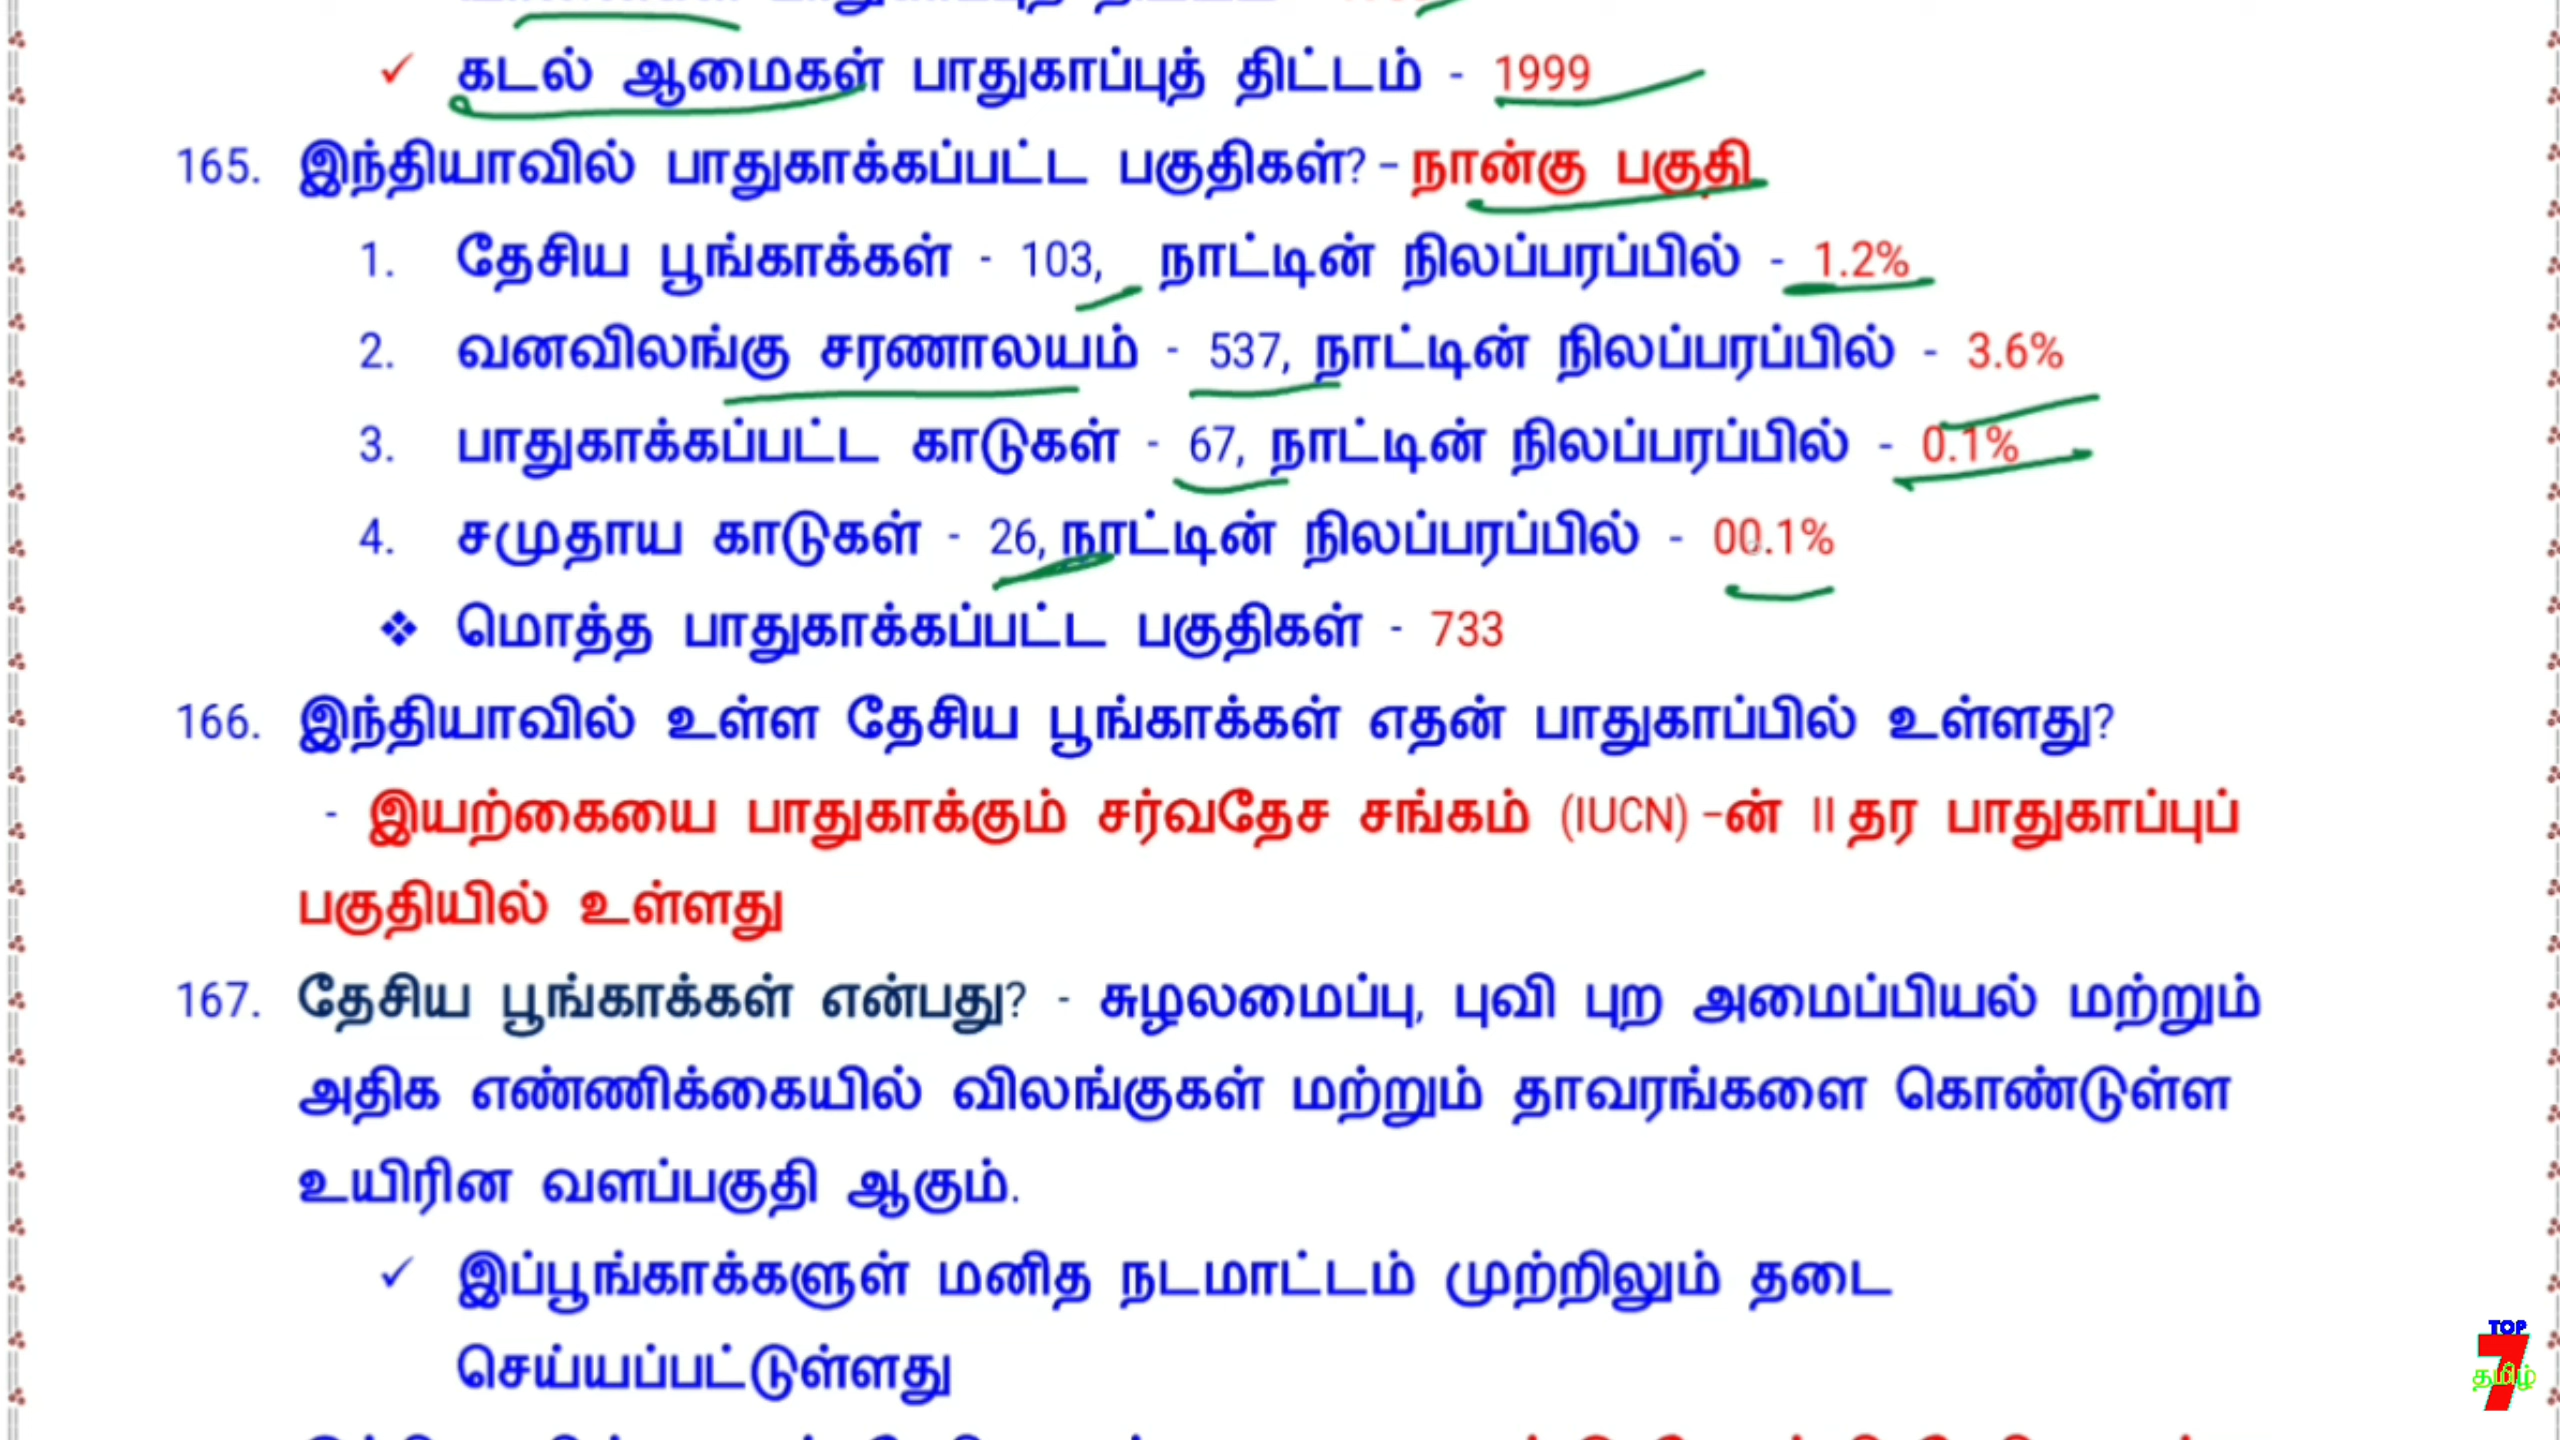 கடல் ஆமைகள் பாதுகாப்புத் திட்டம் - 1999
165. இந்தியாவில் பாதுகாக்கப்பட்ட பகுதிகள்? – நான்கு பகுதி
1. தேசிய பூங்காக்கள் - 103, நாட்டின் நிலப்பரப்பில் - 1.2%
2. வனவிலங்கு சரணாலயம் - 537, நாட்டின் நிலப்பரப்பில் - 3.6%
3. பாதுகாக்கப்பட்ட காடுகள் - 67, நாட்டின் நிலப்பரப்பில் - 0.1%
4. சமுதாய காடுகள் - 26, நாட்டின் நிலப்பரப்பில் - 00.1%
மொத்த பாதுகாக்கப்பட்ட பகுதிகள் - 733
166. இந்தியாவில் உள்ள தேசிய பூங்காக்கள் எதன் பாதுகாப்பில் உள்ளது?
- இயற்கையை பாதுகாக்கும் சர்வதேச சங்கம் (IUCN) –ன் II தர பாதுகாப்புப்
பகுதியில் உள்ளது
167. தேசிய பூங்காக்கள் என்பது? - சுழலமைப்பு, புவி புற அமைப்பியல் மற்றும்
அதிக எண்ணிக்கையில் விலங்குகள் மற்றும் தாவரங்களை கொண்டுள்ள
உயிரின வளப்பகுதி ஆகும்.
இப்பூங்காக்களுள் மனித நடமாட்டம் முற்றிலும் தடை
செய்யப்பட்டுள்ளது
TOP
7
தமிழ்